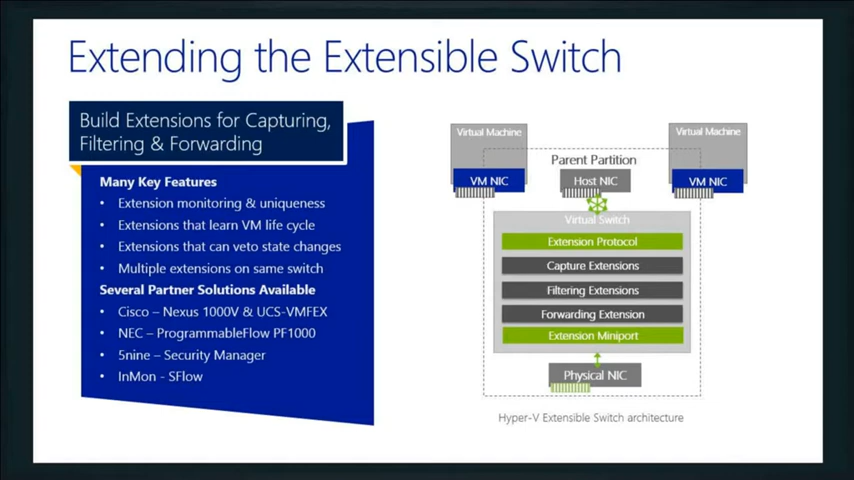 Extending the Extensible Switch
Build Extensions for Capturing,
Filtering & Forwarding
Many Key Features
• Extension monitoring & uniqueness
• Extensions that learn VM life cycle
• Extensions that can veto state changes
• Multiple extensions on same switch
Several Partner Solutions Available
• Cisco – Nexus 1000V & UCS-VMFEX
• NEC – ProgrammableFlow PF1000
• 5nine – Security Manager
• InMon - SFlow
Virtual Machine
Virtual Machine
Parent Partition
VM NIC
Host NIC
VM NIC
Virtual Switch
Extension Protocol
Capture Extensions
Filtering Extensions
Forwarding Extension
Extension Miniport
Physical NIC
Hyper-V Extensible Switch architecture